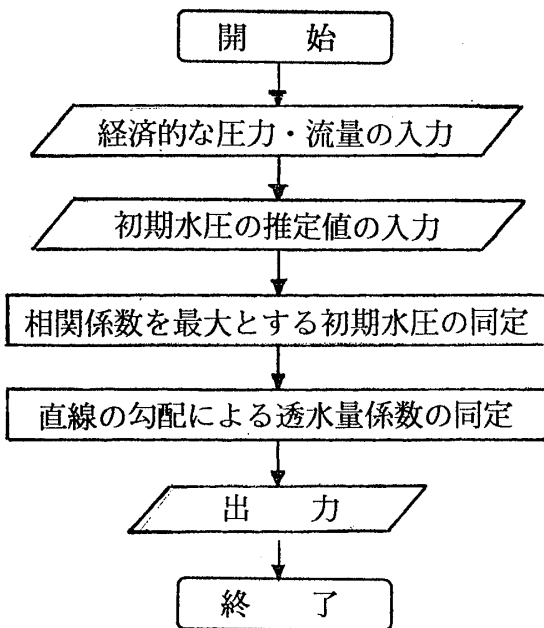 開 始
経済的な圧力・流量の入力
初期水圧の推定値の入力
相関係数を最大とする初期水圧の同定
直線の勾配による透水量係数の同定
出 力
終 了